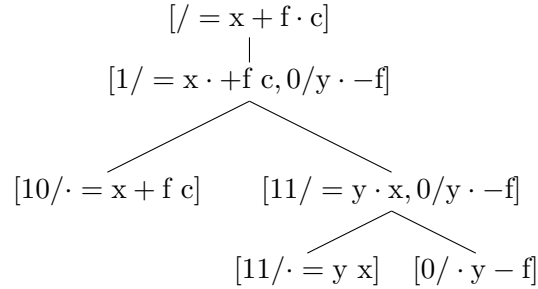 [/ = x + f · c]
[1/ = x · +f c, 0/y · −f]
[10/· = x + f c] [11/ = y · x, 0/y · −f]
[11/· = y x] [0/ · y − f]